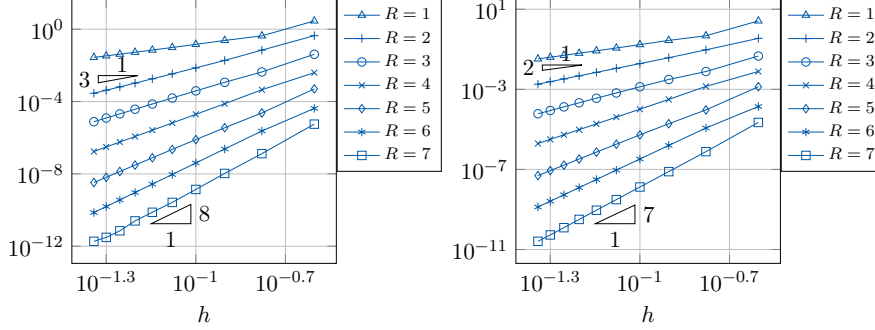 10^0
10^-4
10^-8
10^-12
10^-1.3
10^-1
10^-0.7
h
3
1
8
1
R = 1
R = 2
R = 3
R = 4
R = 5
R = 6
R = 7
10^1
10^-3
10^-7
10^-11
10^-1.3
10^-1
10^-0.7
h
2
1
7
1
R = 1
R = 2
R = 3
R = 4
R = 5
R = 6
R = 7